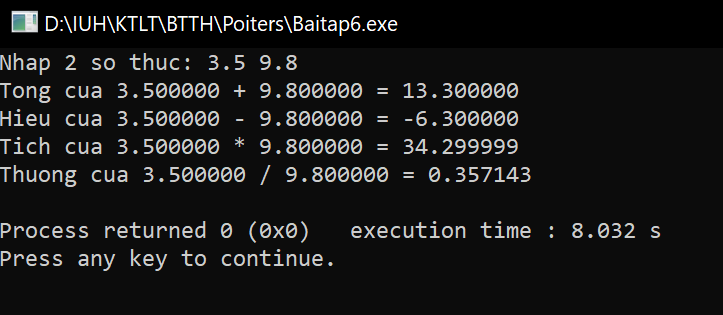 D:\IUH\KTLT\BTTH\Poiters\Baitap6.exe
Nhap 2 so thuc: 3.5 9.8
Tong cua 3.500000 + 9.800000 = 13.300000
Hieu cua 3.500000 - 9.800000 = -6.300000
Tich cua 3.500000 * 9.800000 = 34.299999
Thuong cua 3.500000 / 9.800000 = 0.357143
Process returned 0 (0x0)   execution time : 8.032 s
Press any key to continue.